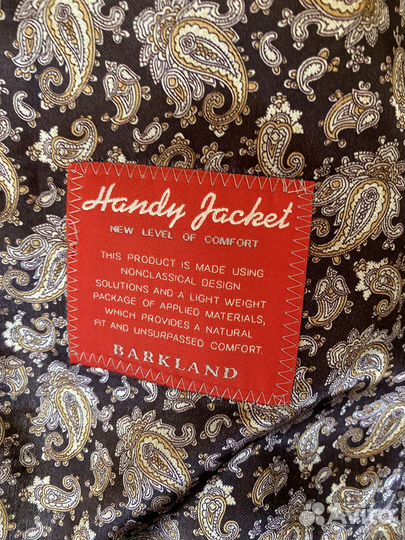 Handy Jacket
NEW LEVEL OF COMFORT
THIS PRODUCT IS MADE USING
NONCLASSICAL DESIGN
SOLUTIONS AND A LIGHT WEIGHT
PACKAGE OF APPLIED MATERIALS,
WHICH PROVIDES A NATURAL
FIT AND UNSURPASSED COMFORT.
BARKLAND
Avito